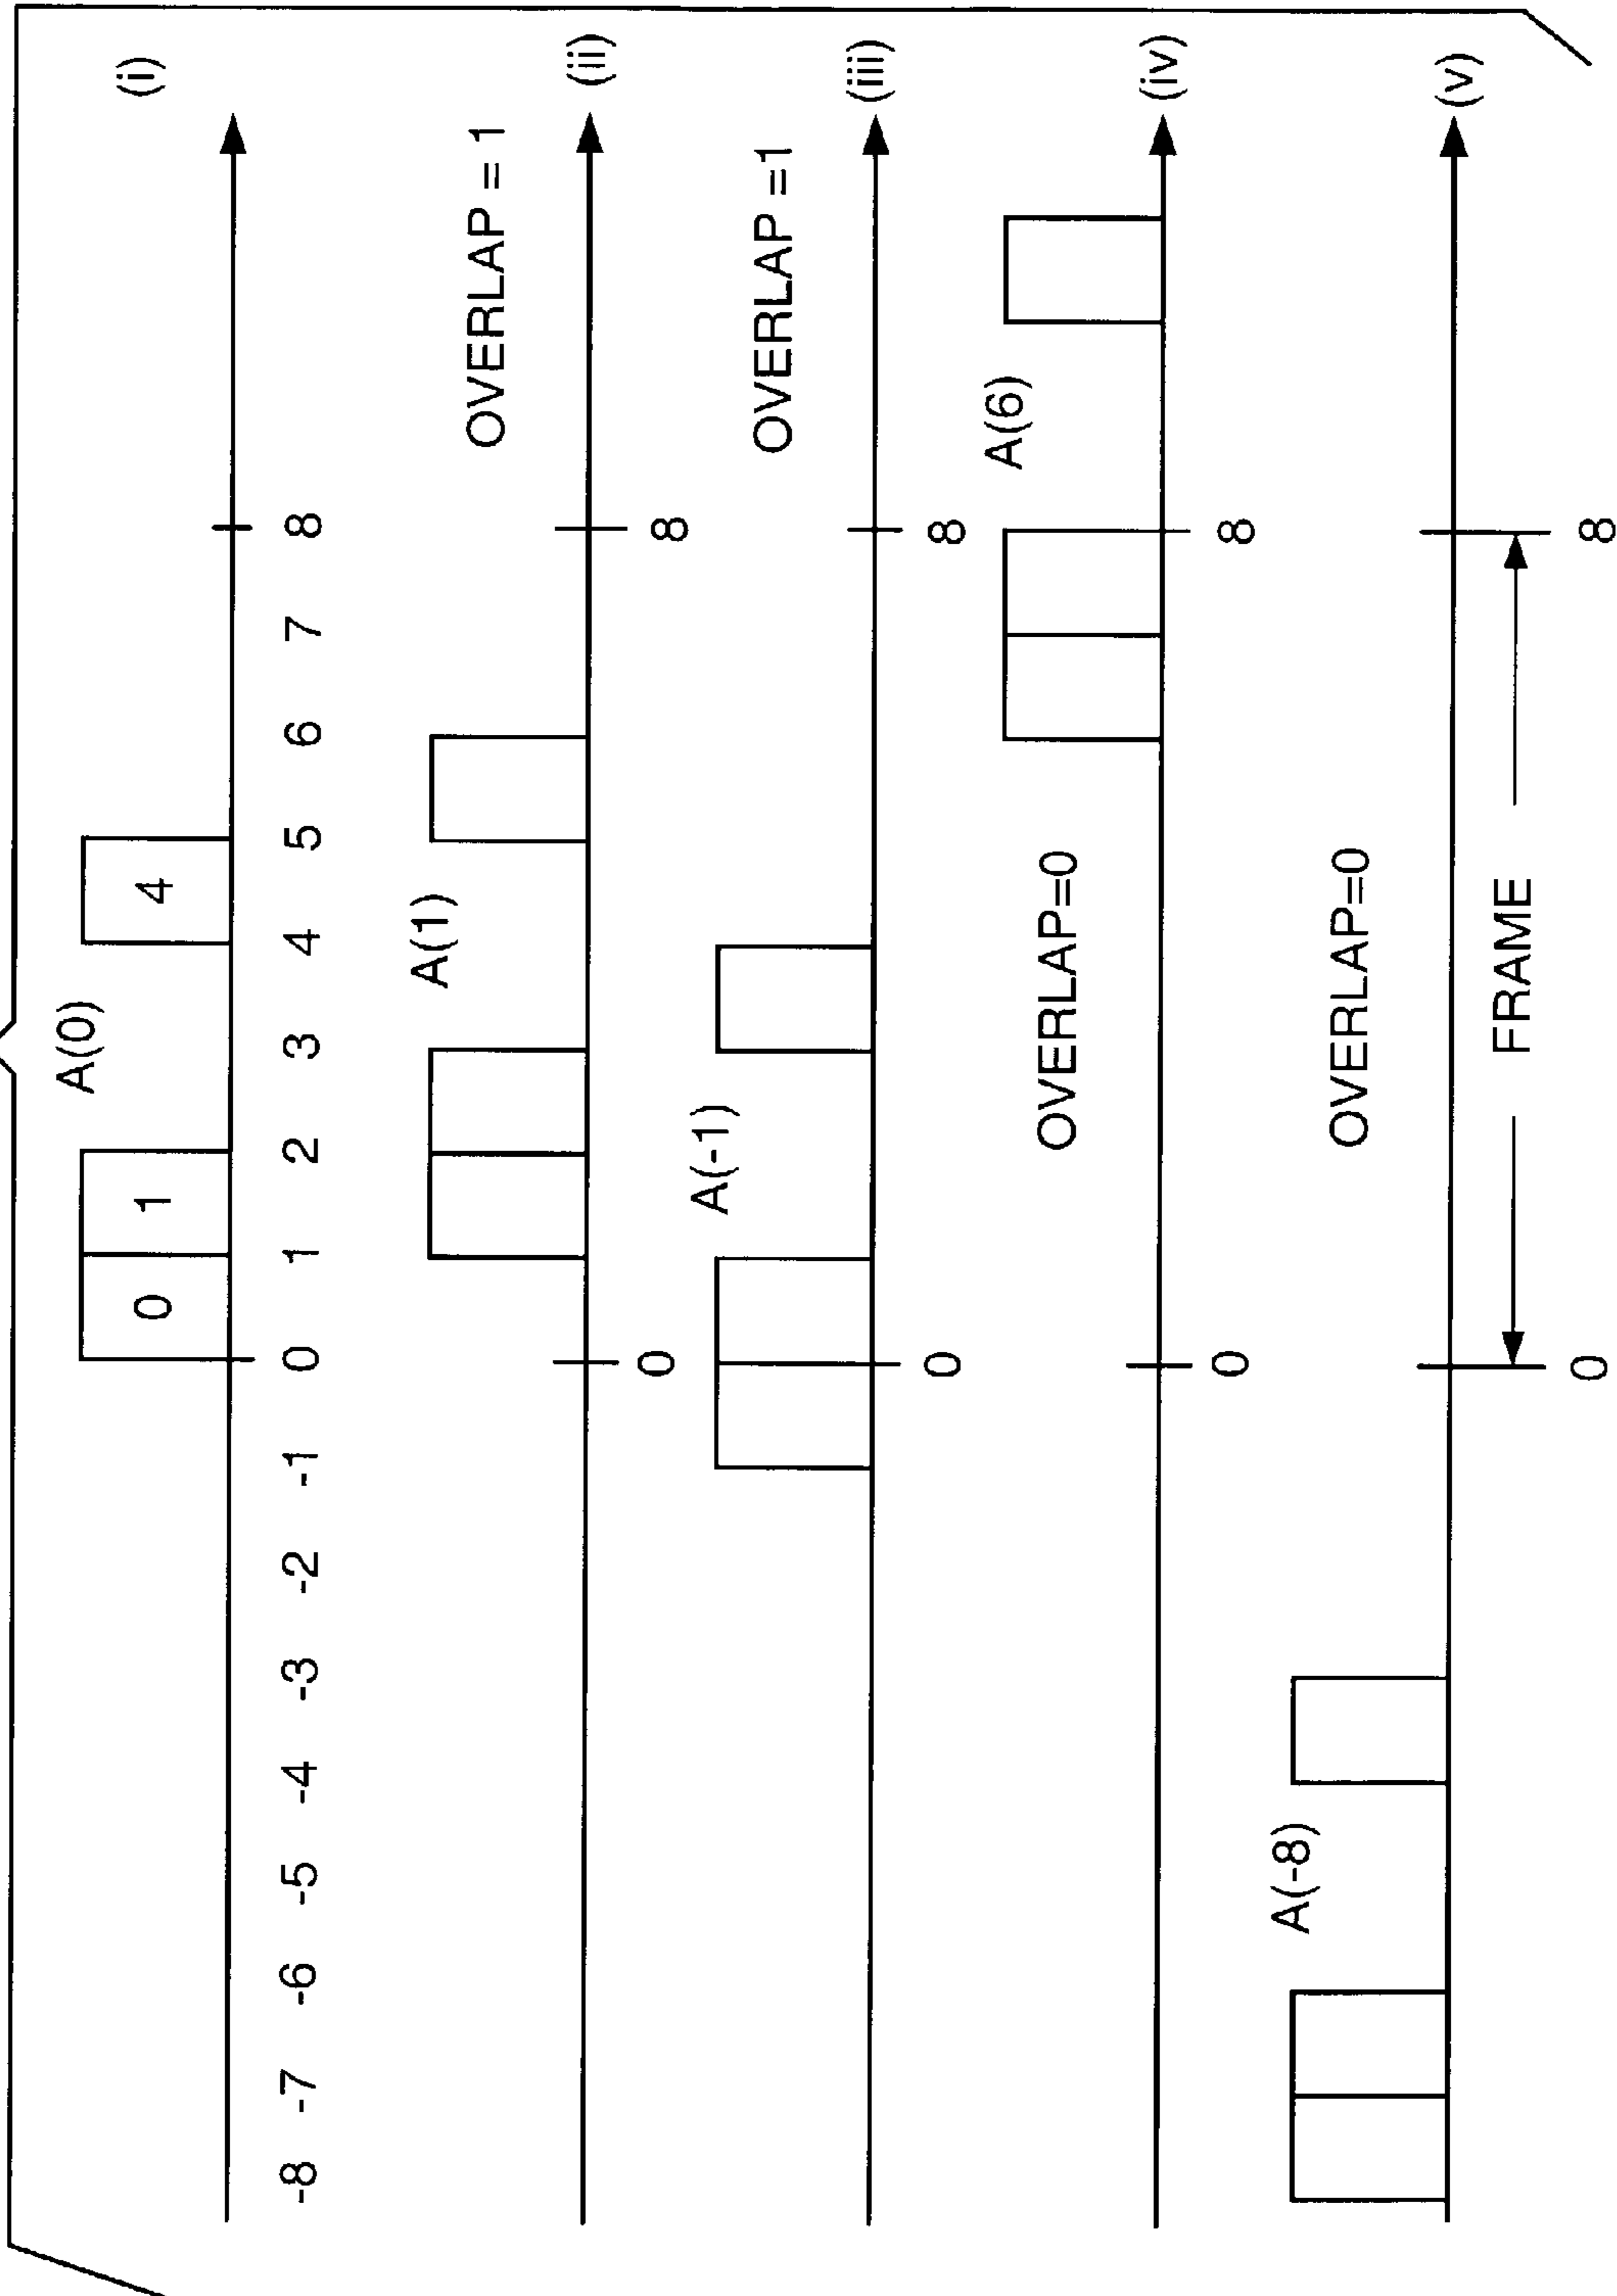 (i)
A(0)
0 1 4
-8 -7 -6 -5 -4 -3 -2 -1 0 1 2 3 4 5 6 7 8
(ii)
OVERLAP = 1
A(1)
0 8
(iii)
OVERLAP =1
A(-1)
0 8
(iv)
A(6)
OVERLAP=0
0 8
(v)
OVERLAP=0
A(-8)
FRAME
0 8